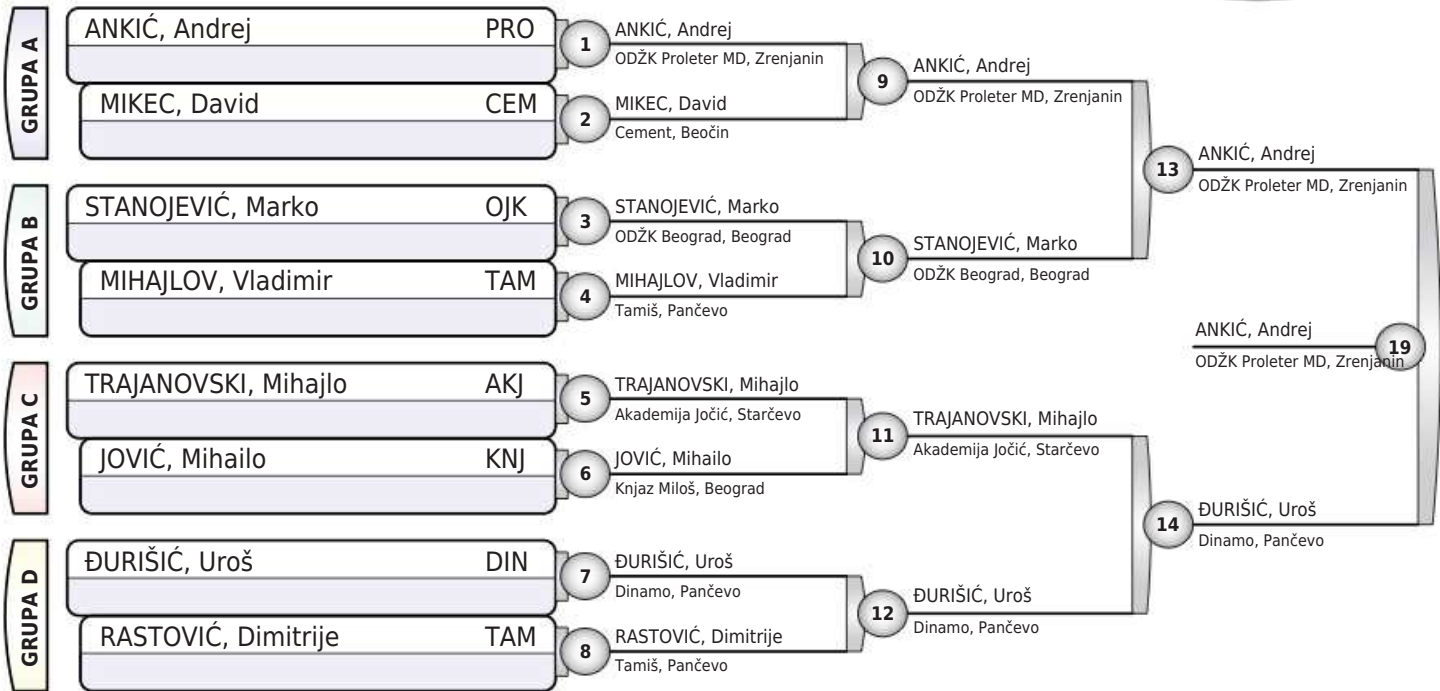 GRUPA A
ANKIĆ, Andrej PRO
MIKEC, David CEM
GRUPA B
STANOJEVIĆ, Marko OJK
MIHAJLOV, Vladimir TAM
GRUPA C
TRAJANOVSKI, Mihajlo AKJ
JOVIĆ, Mihailo KNJ
GRUPA D
ĐURIŠIĆ, Uroš DIN
RASTOVIĆ, Dimitrije TAM
1
ANKIĆ, Andrej
ODŽK Proleter MD, Zrenjanin
2
MIKEC, David
Cement, Beočin
3
STANOJEVIĆ, Marko
ODŽK Beograd, Beograd
4
MIHAJLOV, Vladimir
Tamiš, Pančevo
5
TRAJANOVSKI, Mihajlo
Akademija Jočić, Starčevo
6
JOVIĆ, Mihailo
Knjaz Miloš, Beograd
7
ĐURIŠIĆ, Uroš
Dinamo, Pančevo
8
RASTOVIĆ, Dimitrije
Tamiš, Pančevo
9
ANKIĆ, Andrej
ODŽK Proleter MD, Zrenjanin
10
STANOJEVIĆ, Marko
ODŽK Beograd, Beograd
11
TRAJANOVSKI, Mihajlo
Akademija Jočić, Starčevo
12
ĐURIŠIĆ, Uroš
Dinamo, Pančevo
13
ANKIĆ, Andrej
ODŽK Proleter MD, Zrenjanin
14
ĐURIŠIĆ, Uroš
Dinamo, Pančevo
19
ANKIĆ, Andrej
ODŽK Proleter MD, Zrenjanin